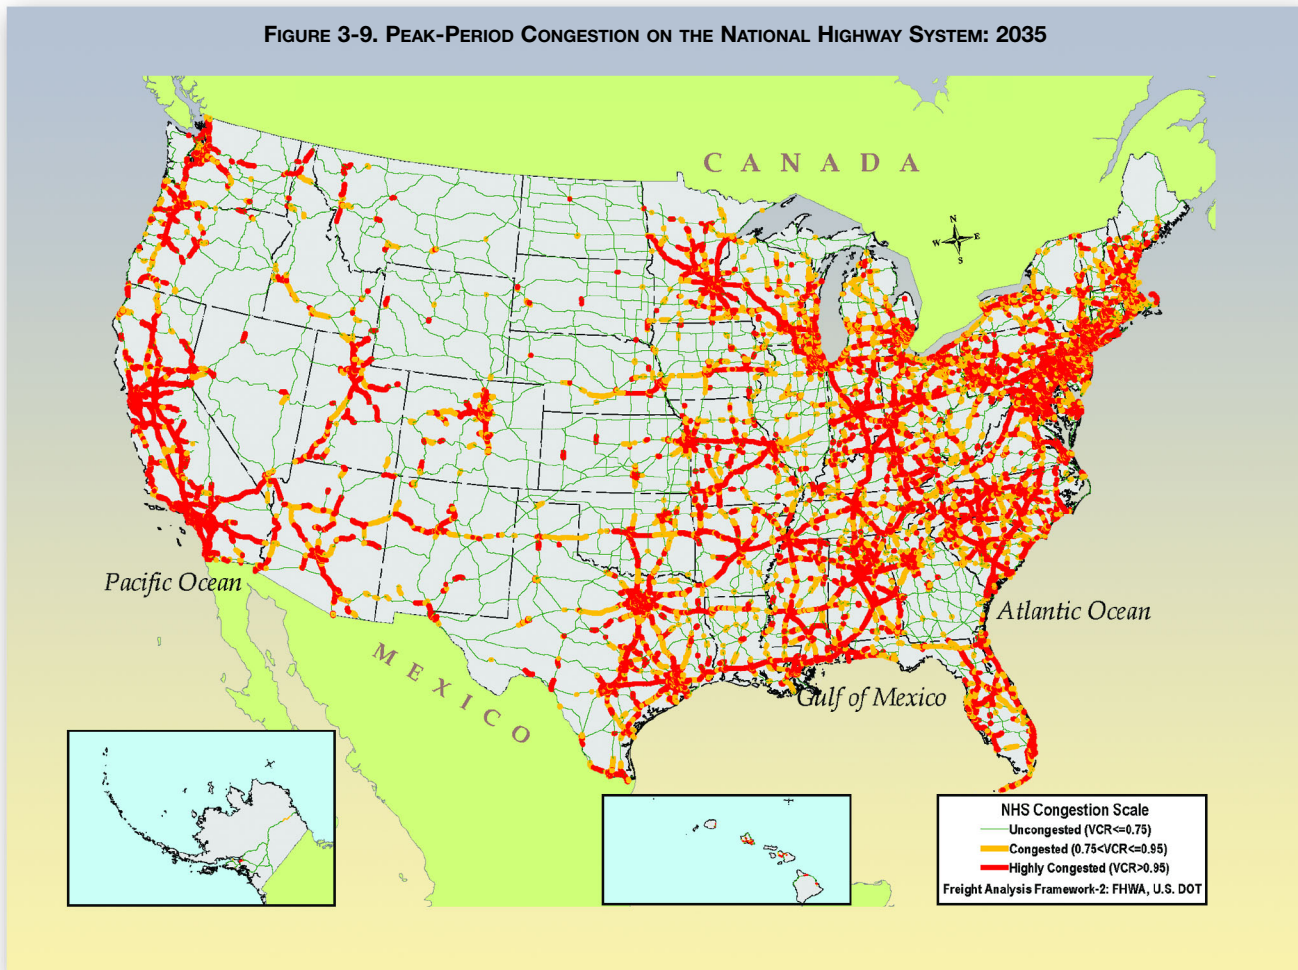 FIGURE 3-9. PEAK-PERIOD CONGESTION ON THE NATIONAL HIGHWAY SYSTEM: 2035
CANADA
N
W E
S
Pacific Ocean
Atlantic Ocean
MEXICO
Gulf of Mexico
NHS Congestion Scale
Uncongested (VCR<=0.75)
Congested (0.75<VCR<=0.95)
Highly Congested (VCR>0.95)
Freight Analysis Framework-2: FHWA, U.S. DOT